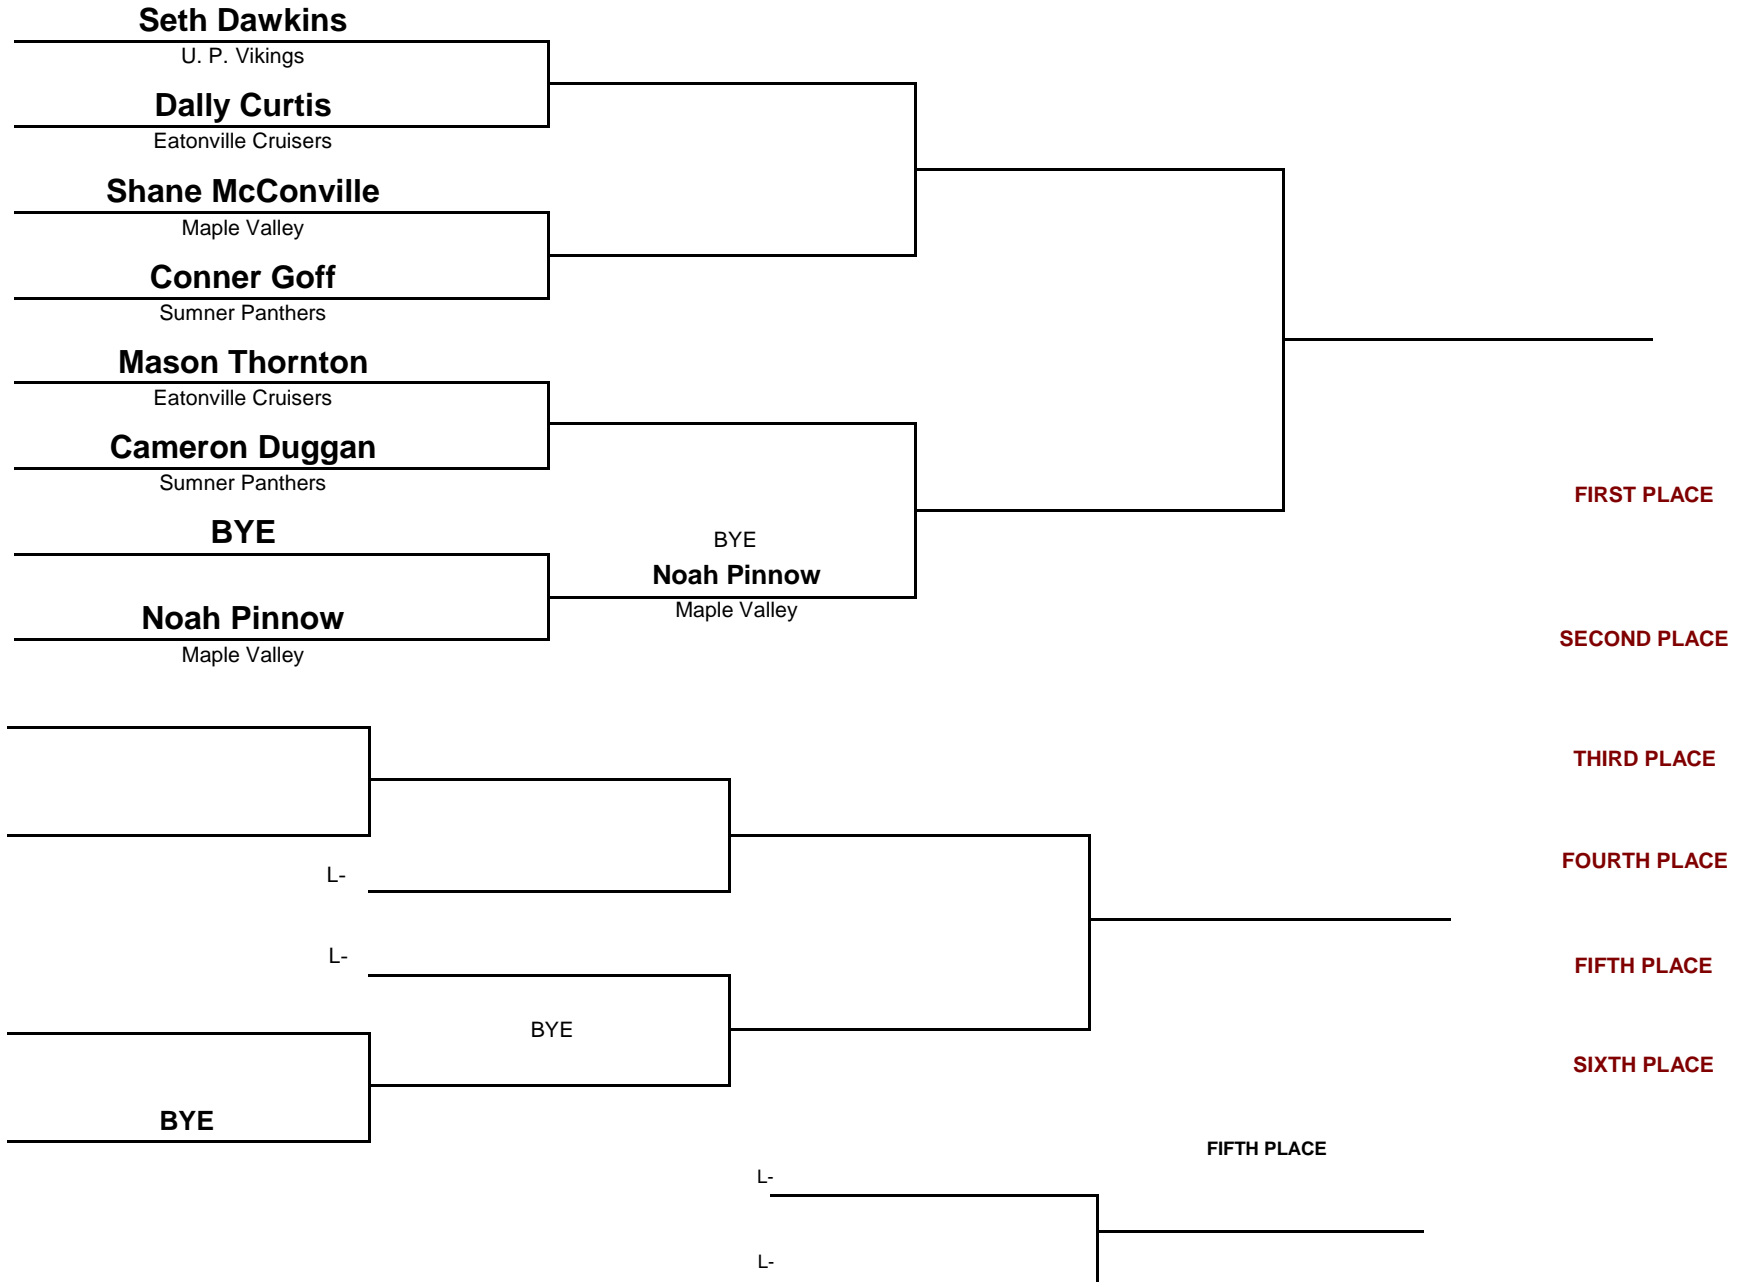 Seth Dawkins
U. P. Vikings
Dally Curtis
Eatonville Cruisers
Shane McConville
Maple Valley
Conner Goff
Sumner Panthers
Mason Thornton
Eatonville Cruisers
Cameron Duggan
Sumner Panthers
FIRST PLACE
BYE
BYE
Noah Pinnow
Maple Valley
Noah Pinnow
Maple Valley
SECOND PLACE
THIRD PLACE
FOURTH PLACE
L-
L-
FIFTH PLACE
BYE
SIXTH PLACE
BYE
FIFTH PLACE
L-
L-